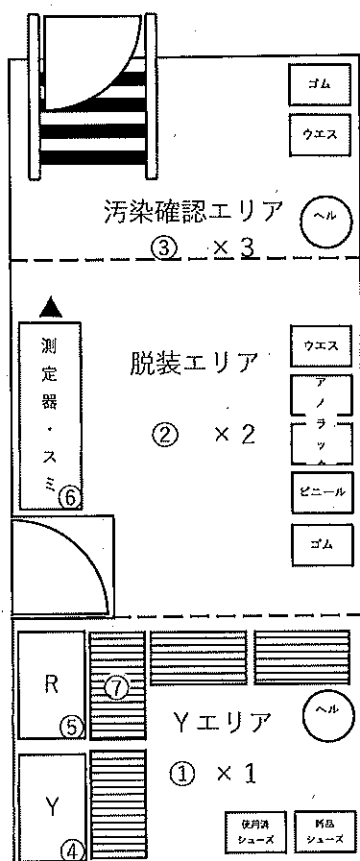 ゴム
ウエス
汚染確認エリア
ヘル
③ × 3
測定器・スミ
⑥
脱装エリア
② × 2
ウエス
アノラック
ビニール
ゴム
R
⑤
⑦
Yエリア
ヘル
① × 1
Y
④
使用済
シューズ
新品
シューズ